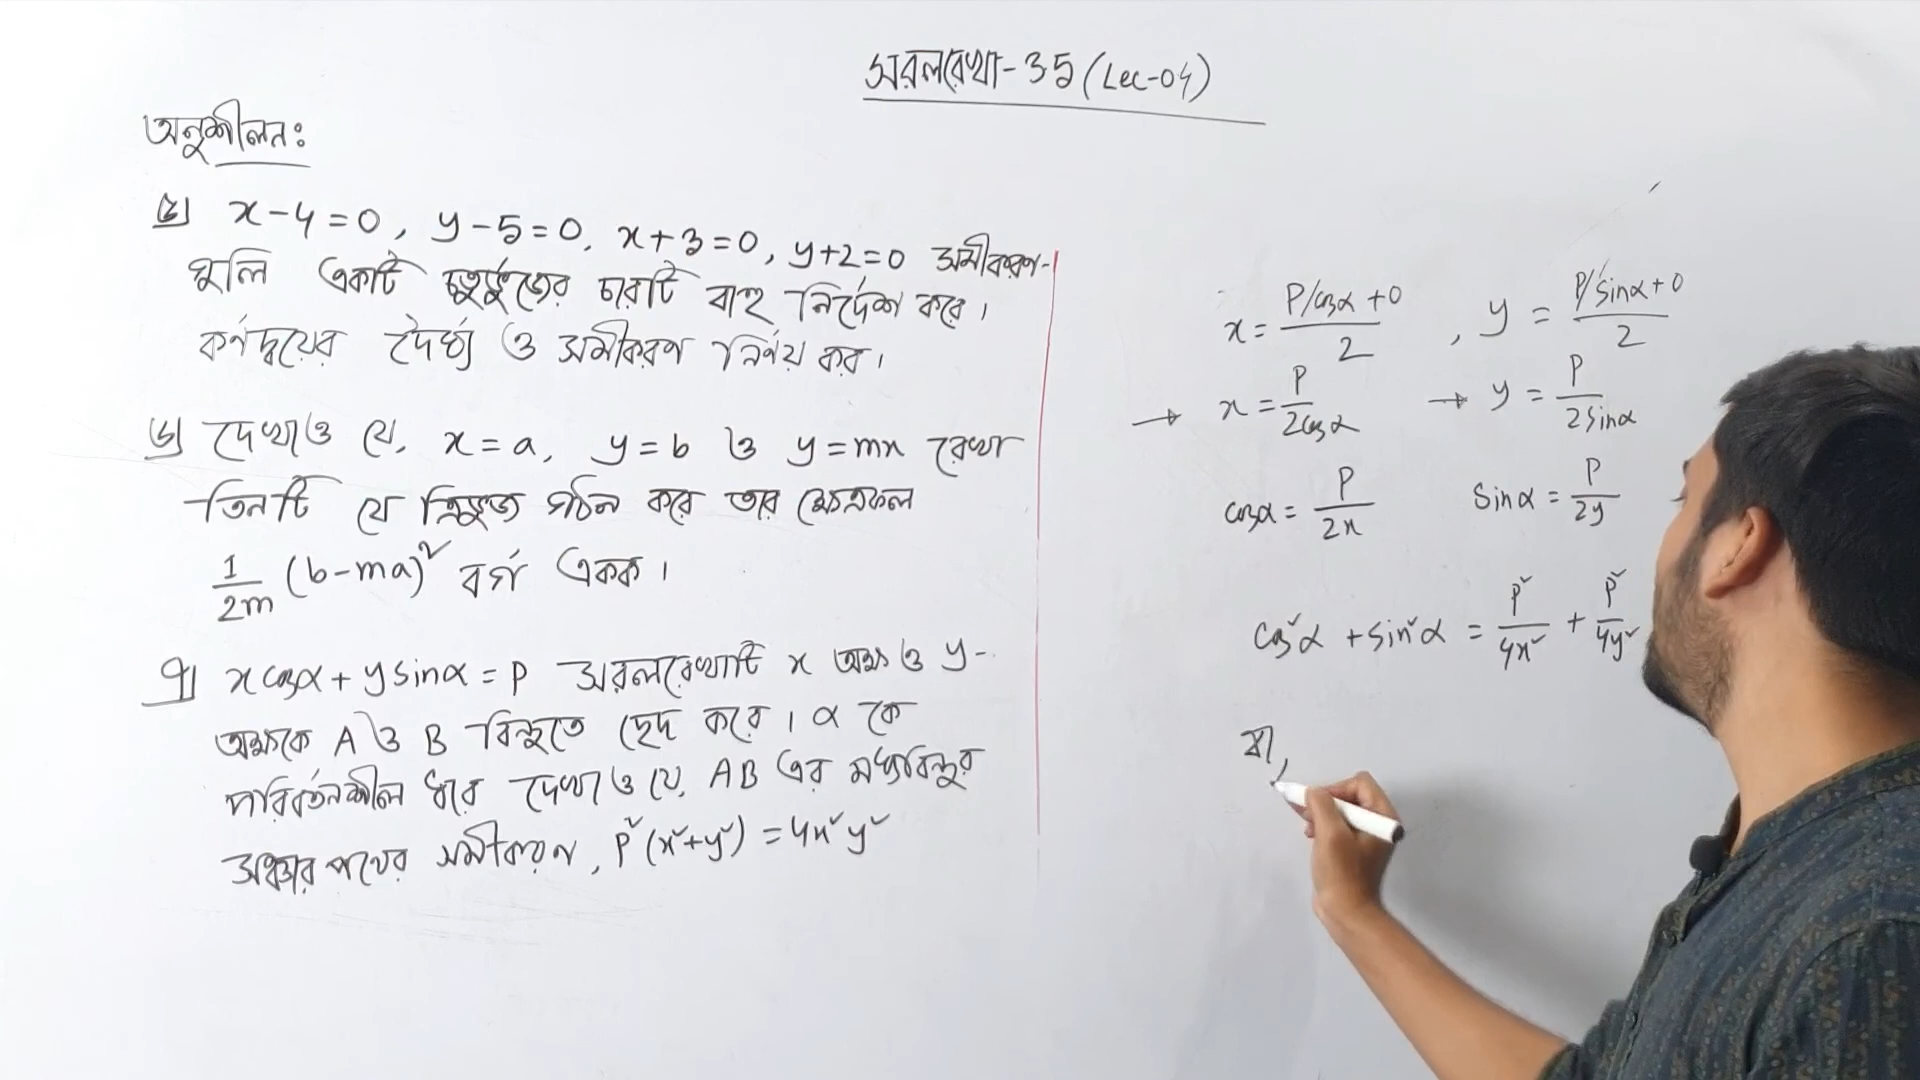 সরলরেখা-3.5 (Lec-04)
অনুশীলনঃ
৫| x-4=0, y-5=0, x+3=0, y+2=0 সমীকরণ-
গুলি একটি চতুর্ভুজের চারটি বাহু নির্দেশ করে।
কর্ণদ্বয়ের দৈর্ঘ্য ও সমীকরণ নির্ণয় কর।
৬| দেখাও যে, x=a, y=b ও y=mx রেখা
তিনটি যে ত্রিভুজ গঠন করে তার ক্ষেত্রফল
1/2m (b-ma)² বর্গ একক।
৭| xcosα + ysinα = P সরলরেখাটি x অক্ষ ও y-
অক্ষকে A ও B বিন্দুতে ছেদ করে। α কে
পরিবর্তনশীল ধরে দেখাও যে, AB এর মধ্যবিন্দুর
সঞ্চার পথের সমীকরণ, P²(x²+y²) = 4x²y²
x = (P/cosα + 0)/2 , y = (P/sinα + 0)/2
→ x = P/2cosα → y = P/2sinα
cosα = P/2x sinα = P/2y
cos²α + sin²α = P²/4x² + P²/4y²
বা,